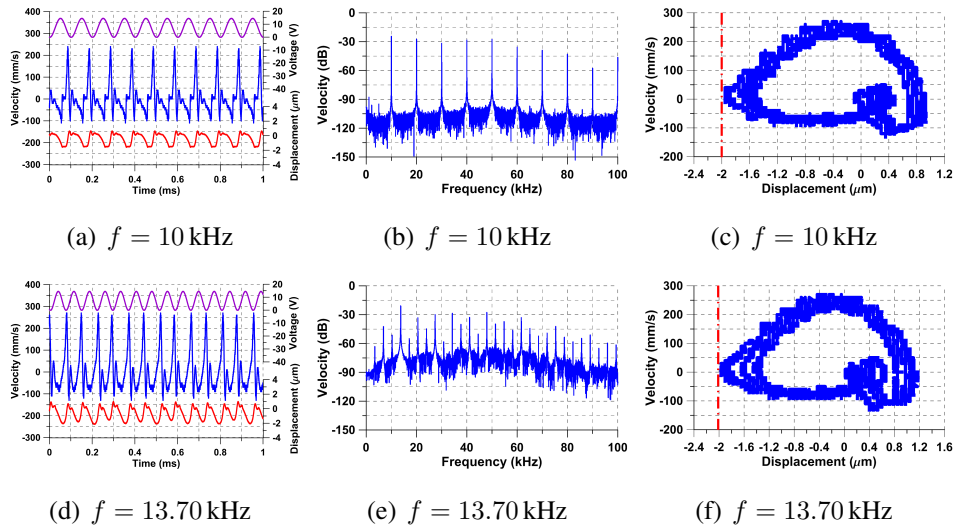 400
300
200
100
0
-100
-200
-300
Velocity (mm/s)
20
10
0
-10
-20
-40
Voltage (V)
4
2
0
-2
-4
Displacement (μm)
0 0.2 0.4 0.6 0.8 1
Time (ms)
(a) f = 10 kHz
0
-30
-60
-90
-120
-150
Velocity (dB)
0 10 20 30 40 50 60 70 80 90 100
Frequency (kHz)
(b) f = 10 kHz
300
200
100
0
-100
-200
Velocity (mm/s)
-2.4 -2 -1.6 -1.2 -0.8 -0.4 0 0.4 0.8 1.2
Displacement (μm)
(c) f = 10 kHz
400
300
200
100
0
-100
-200
-300
Velocity (mm/s)
20
10
0
-10
-20
-40
Voltage (V)
4
2
0
-2
-4
Displacement (μm)
0 0.2 0.4 0.6 0.8 1
Time (ms)
(d) f = 13.70 kHz
0
-30
-60
-90
-120
-150
Velocity (dB)
0 10 20 30 40 50 60 70 80 90 100
Frequency (kHz)
(e) f = 13.70 kHz
300
200
100
0
-100
-200
Velocity (mm/s)
-2.4 -2 -1.6 -1.2 -0.8 -0.4 0 0.4 0.8 1.2 1.6
Displacement (μm)
(f) f = 13.70 kHz